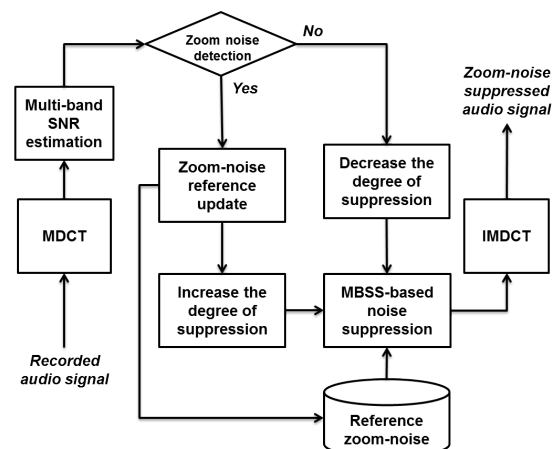 Zoom noise
detection
No
Yes
Zoom-noise
suppressed
audio signal
Multi-band
SNR
estimation
Zoom-noise
reference
update
Decrease the
degree of
suppression
MDCT
IMDCT
Increase the
degree of
suppression
MBSS-based
noise
suppression
Recorded
audio signal
Reference
zoom-noise